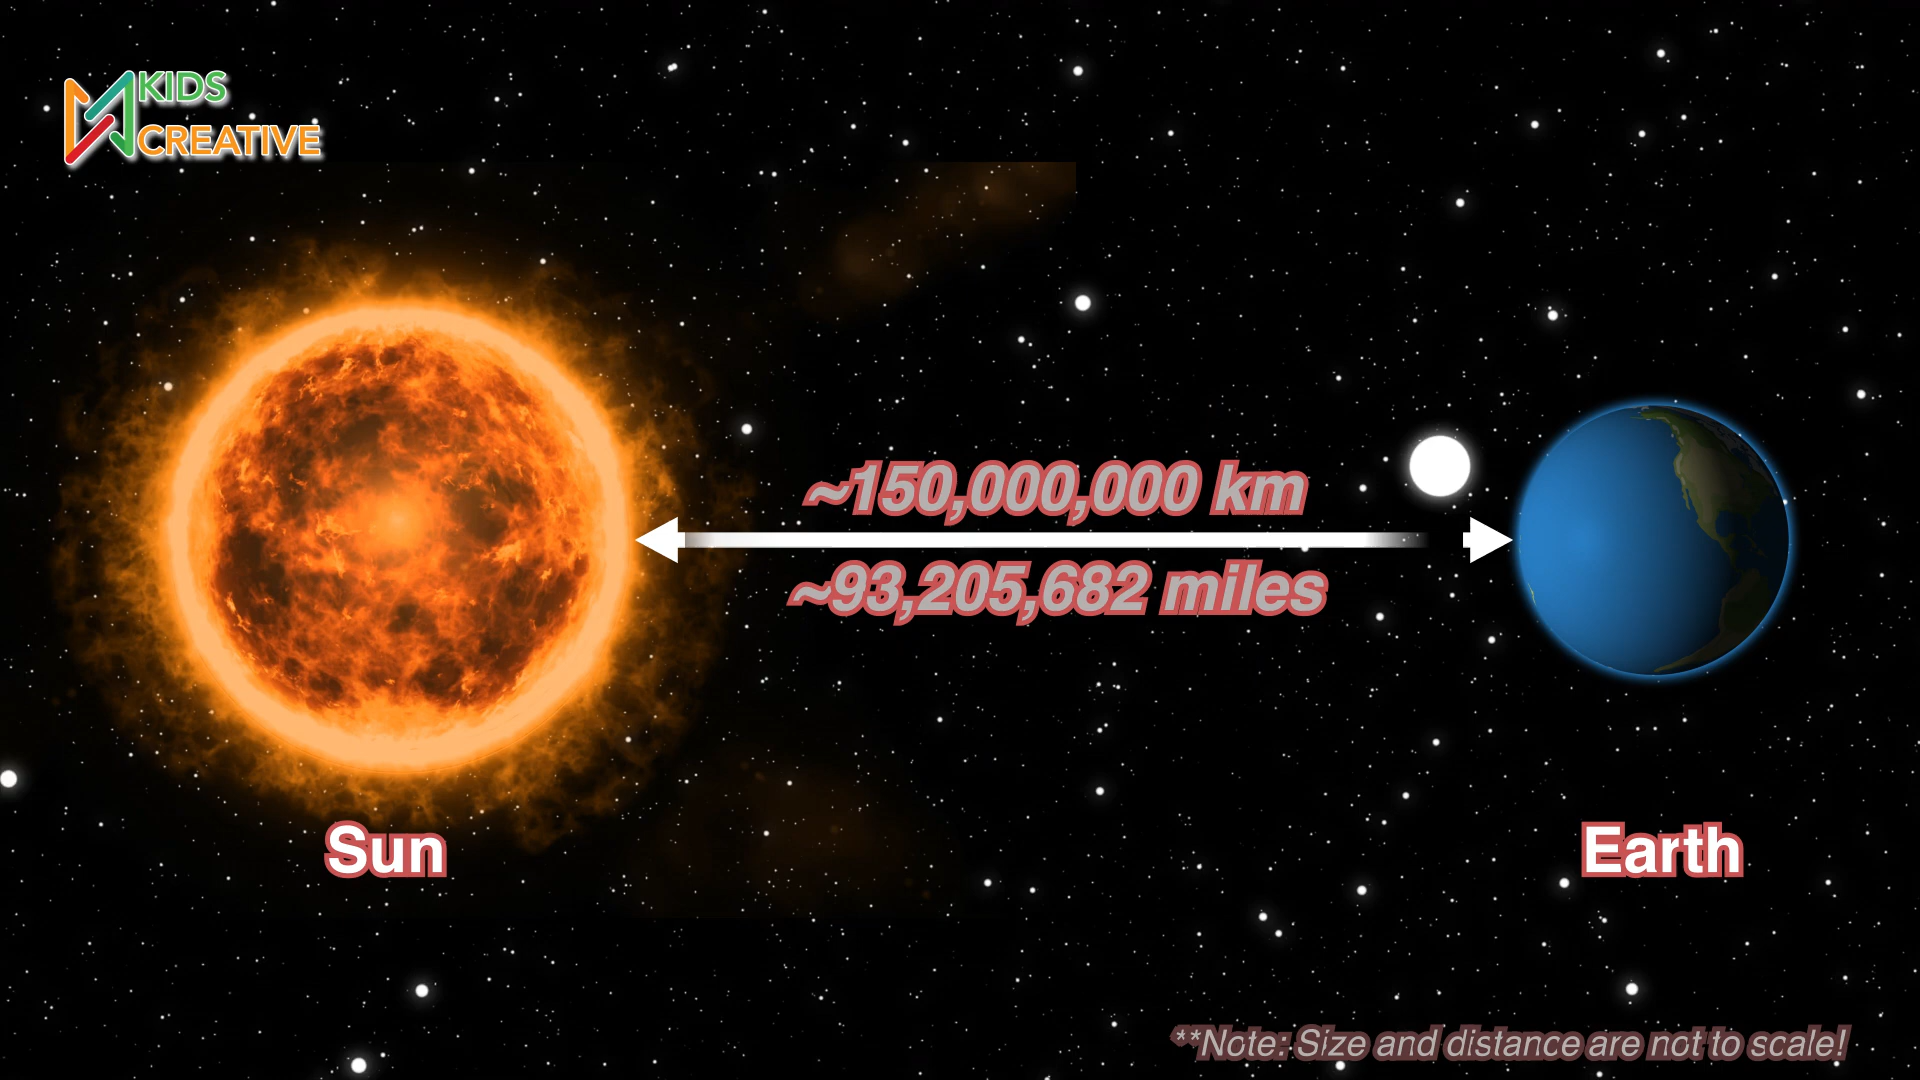 KIDS
CREATIVE
~150,000,000 km
~93,205,682 miles
Sun
Earth
**Note: Size and distance are not to scale!